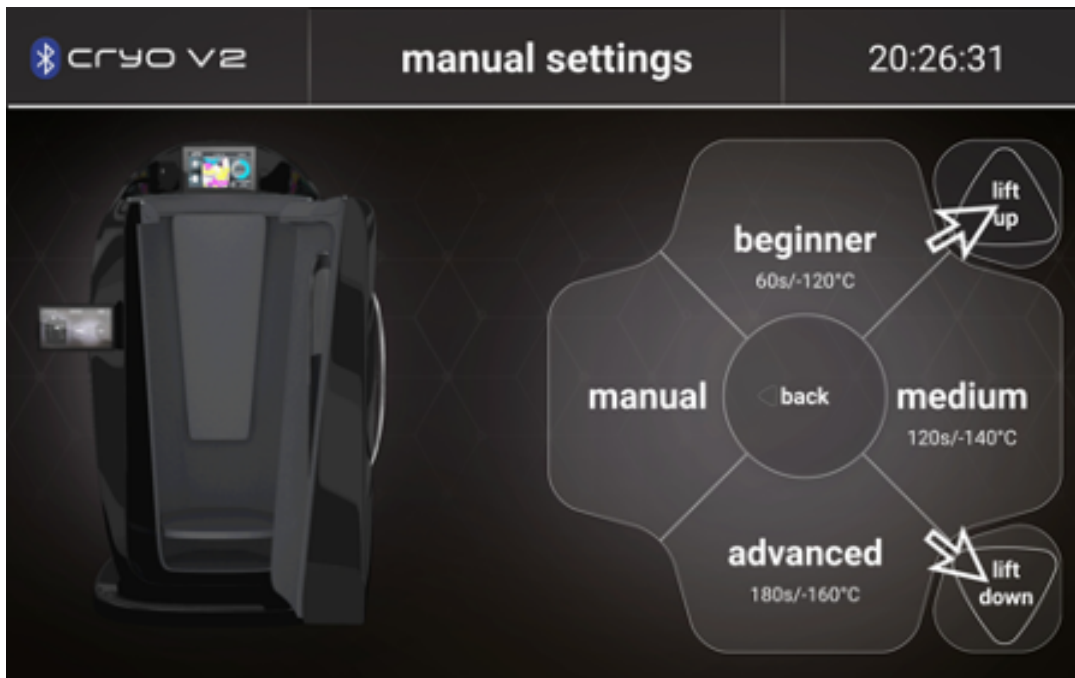 cryo v2
manual settings
20:26:31
lift
up
beginner
60s/-120°C
manual
back
medium
120s/-140°C
advanced
180s/-160°C
lift
down